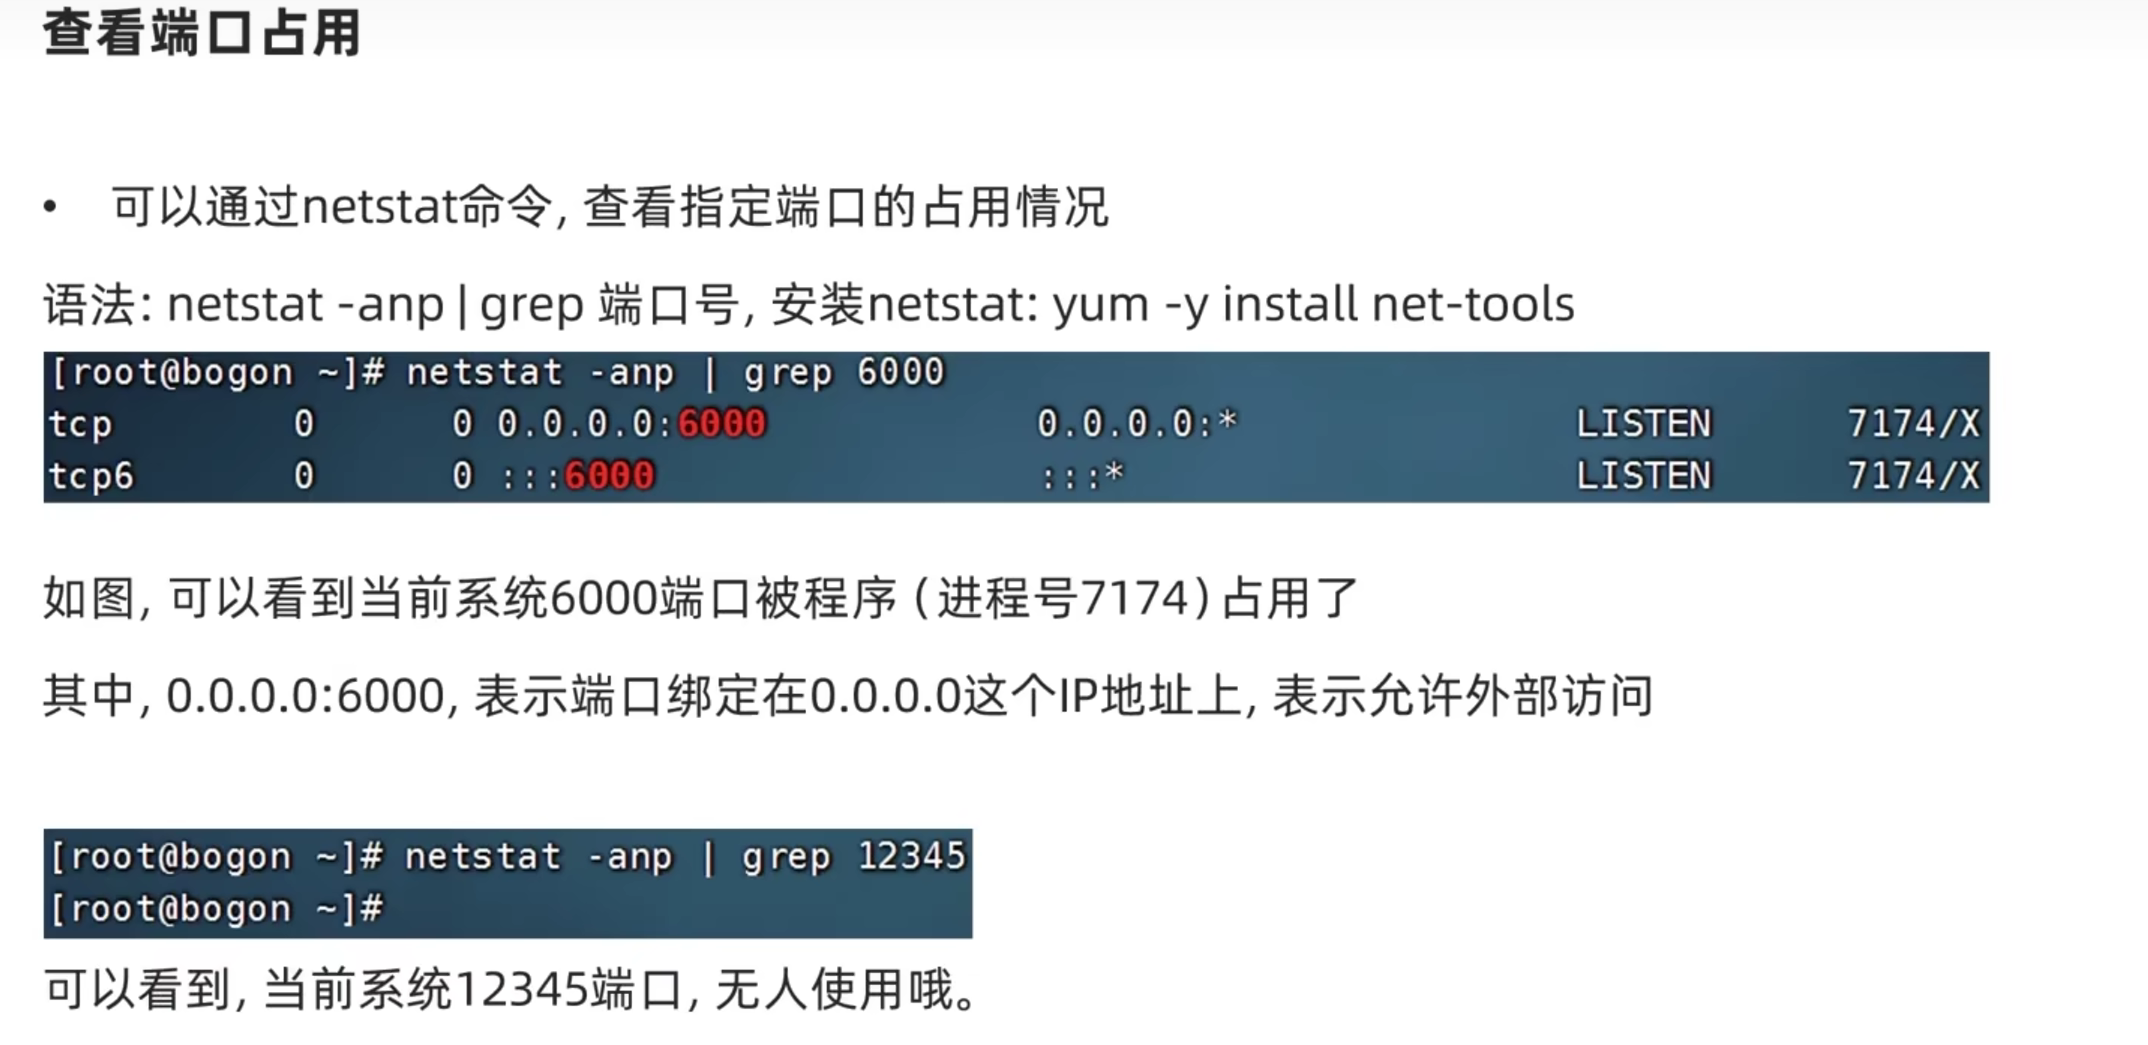 查看端口占用
• 可以通过netstat命令, 查看指定端口的占用情况
语法: netstat -anp | grep 端口号, 安装netstat: yum -y install net-tools
[root@bogon ~]# netstat -anp | grep 6000
tcp 0 0 0.0.0.0:6000 0.0.0.0:* LISTEN 7174/X
tcp6 0 0 :::6000 :::* LISTEN 7174/X
如图, 可以看到当前系统6000端口被程序 (进程号7174) 占用了
其中, 0.0.0.0:6000, 表示端口绑定在0.0.0.0这个IP地址上, 表示允许外部访问
[root@bogon ~]# netstat -anp | grep 12345
[root@bogon ~]#
可以看到, 当前系统12345端口, 无人使用哦。